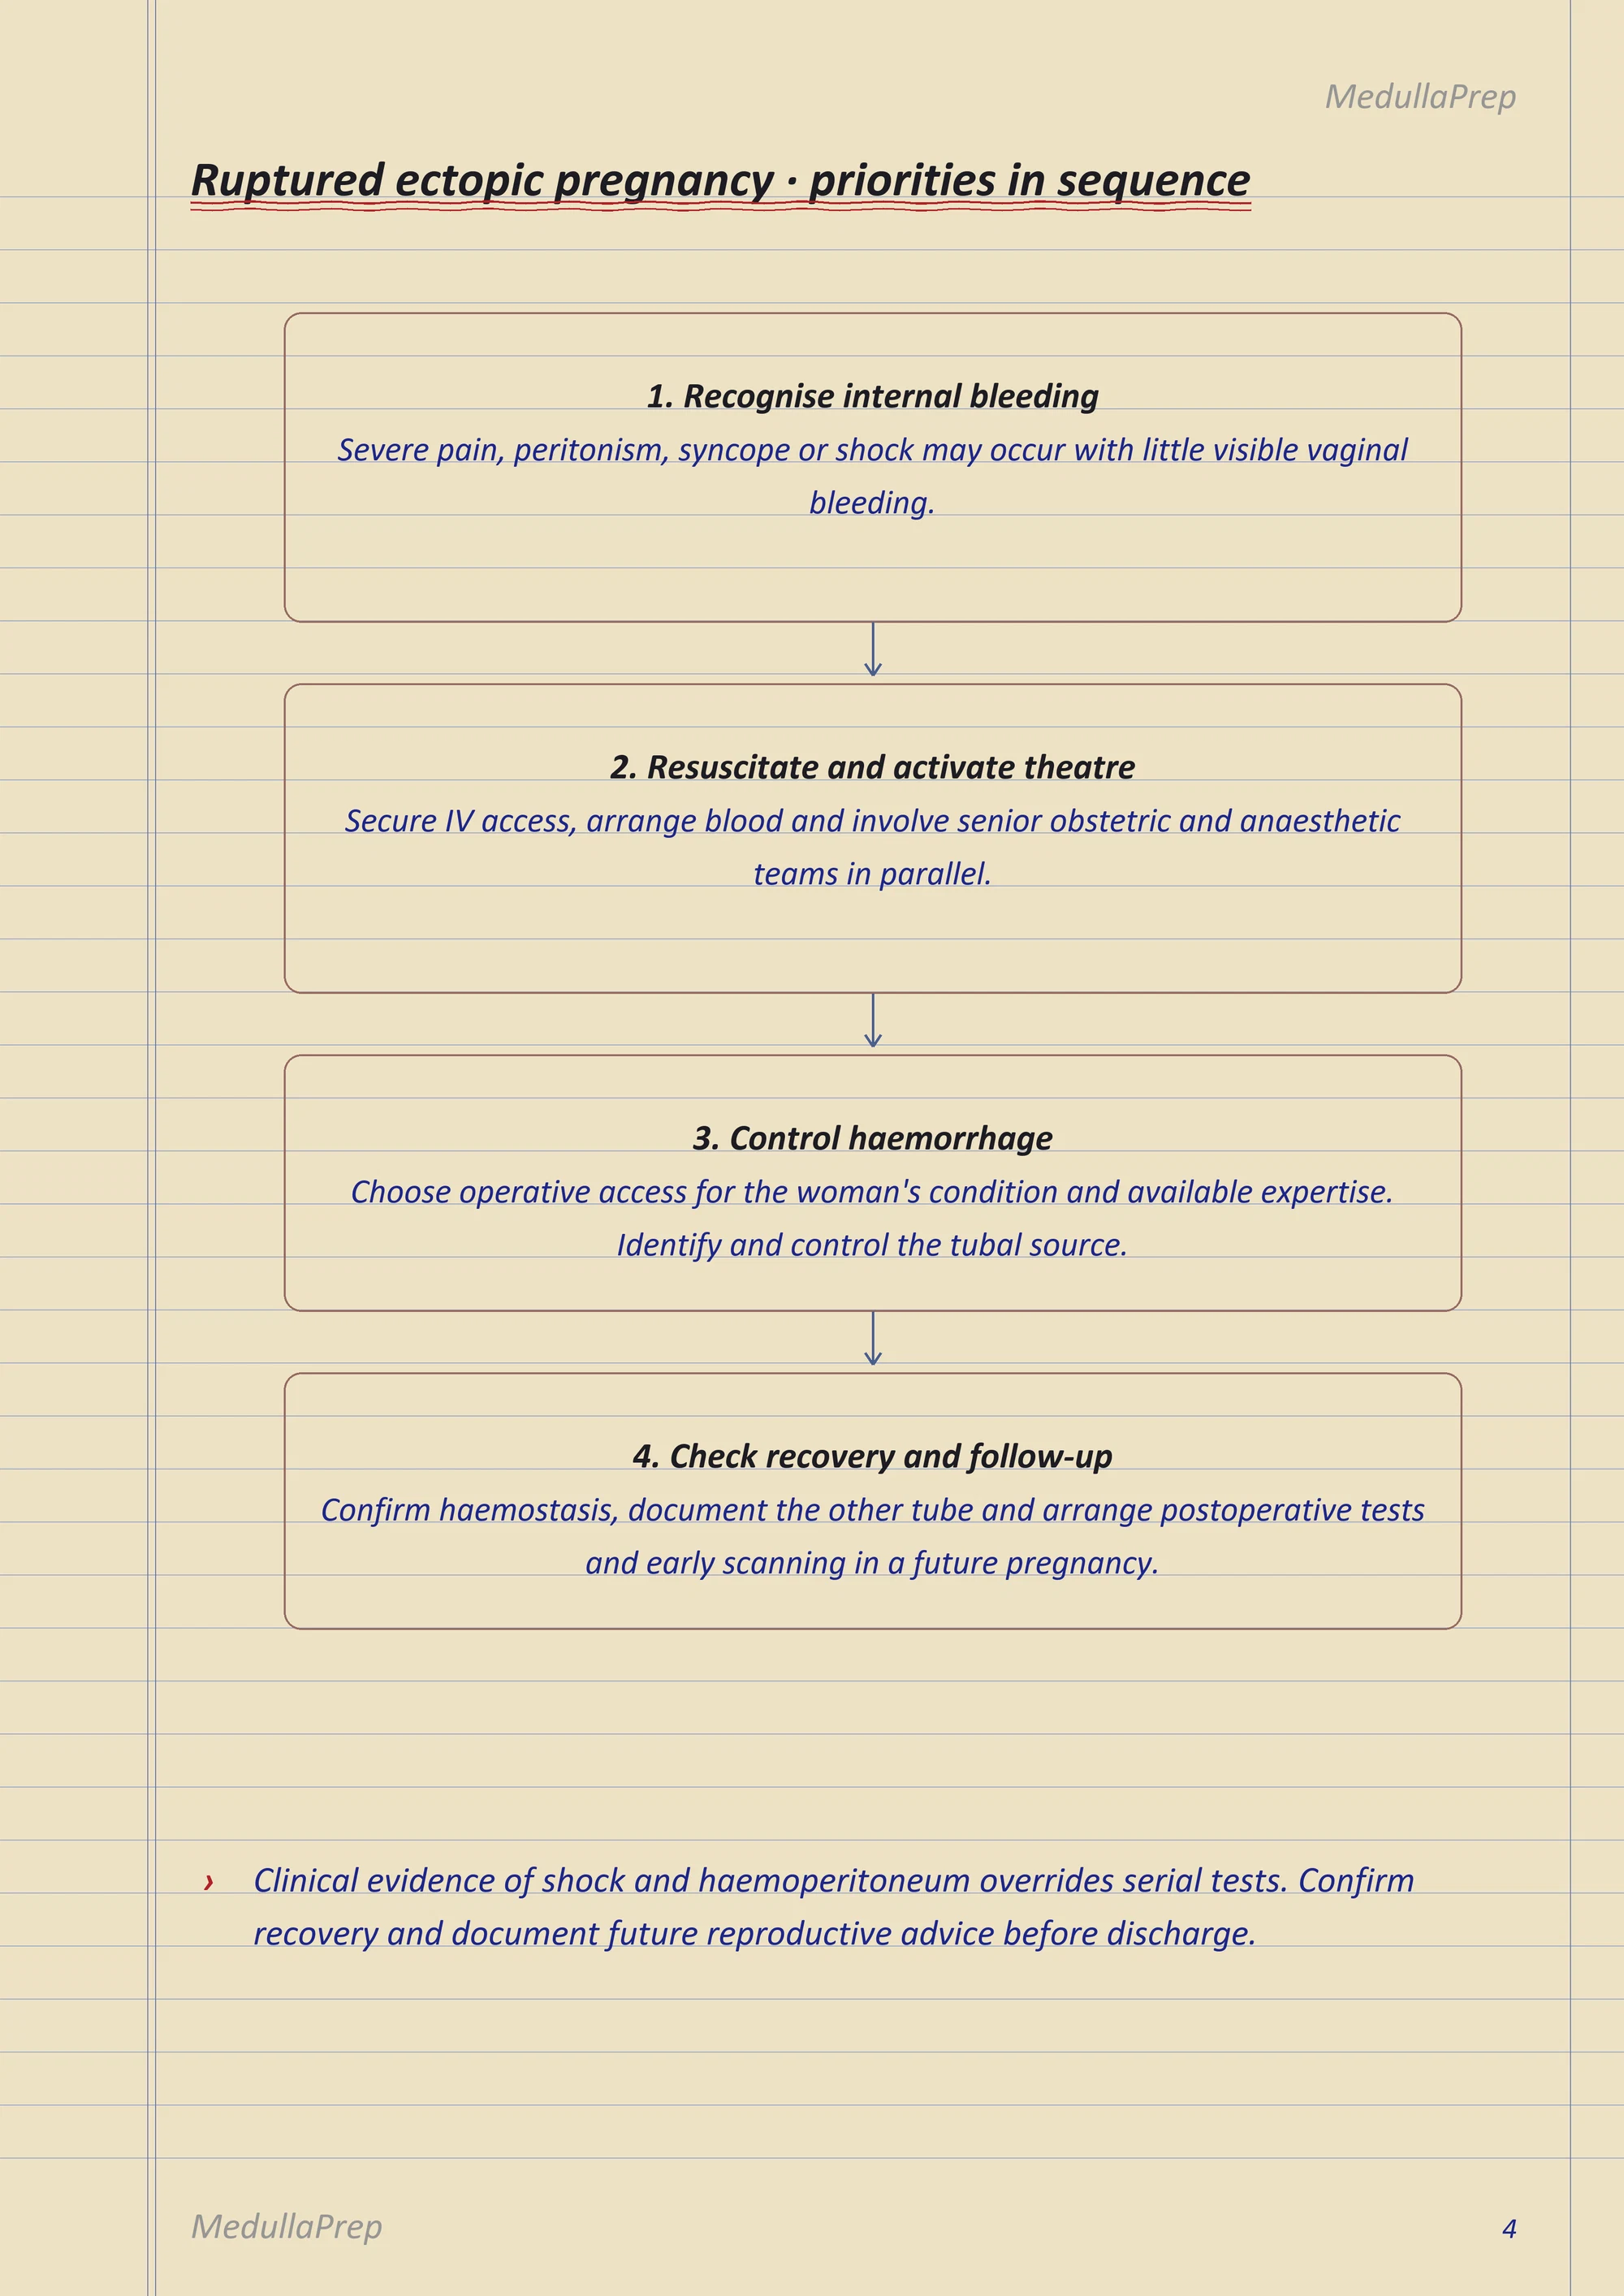 MedullaPrep
Ruptured ectopic pregnancy · priorities in sequence
1. Recognise internal bleeding
Severe pain, peritonism, syncope or shock may occur with little visible vaginal
bleeding.
2. Resuscitate and activate theatre
Secure IV access, arrange blood and involve senior obstetric and anaesthetic
teams in parallel.
3. Control haemorrhage
Choose operative access for the woman's condition and available expertise.
Identify and control the tubal source.
4. Check recovery and follow-up
Confirm haemostasis, document the other tube and arrange postoperative tests
and early scanning in a future pregnancy.
› Clinical evidence of shock and haemoperitoneum overrides serial tests. Confirm
recovery and document future reproductive advice before discharge.
MedullaPrep
4